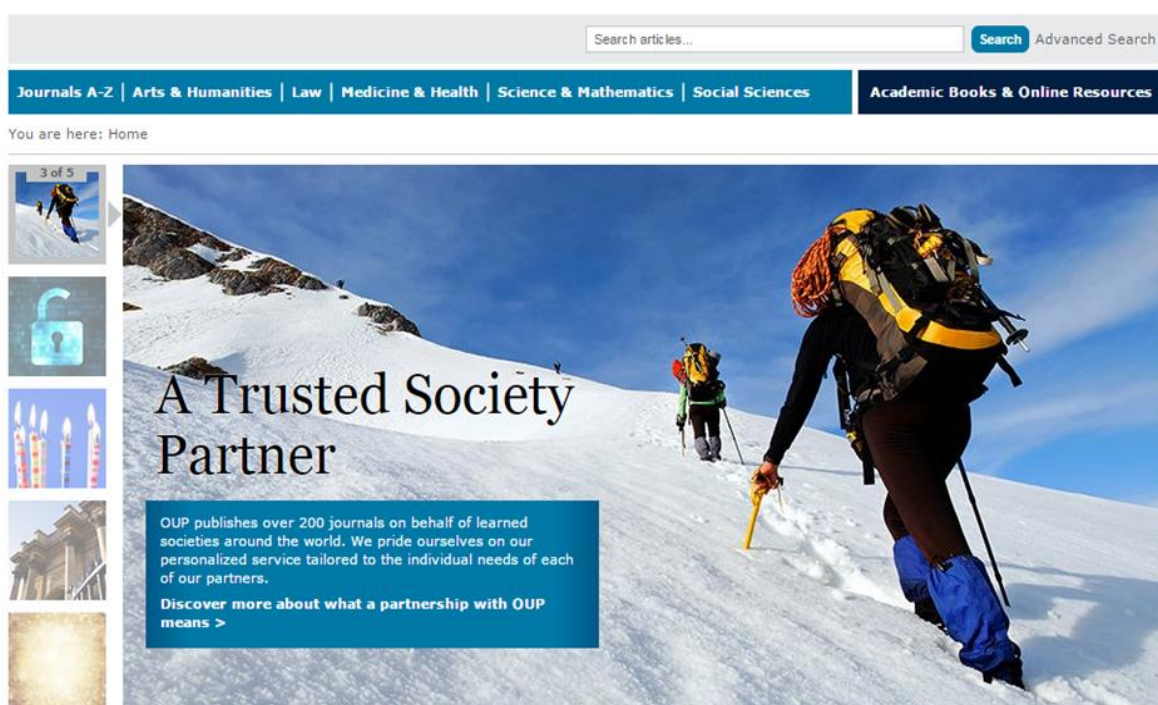 Search articles...
Search
Advanced Search
Journals A-Z | Arts & Humanities | Law | Medicine & Health | Science & Mathematics | Social Sciences
Academic Books & Online Resources
You are here: Home
3 of 5
A Trusted Society
Partner
OUP publishes over 200 journals on behalf of learned
societies around the world. We pride ourselves on our
personalized service tailored to the individual needs of each
of our partners.
Discover more about what a partnership with OUP
means >